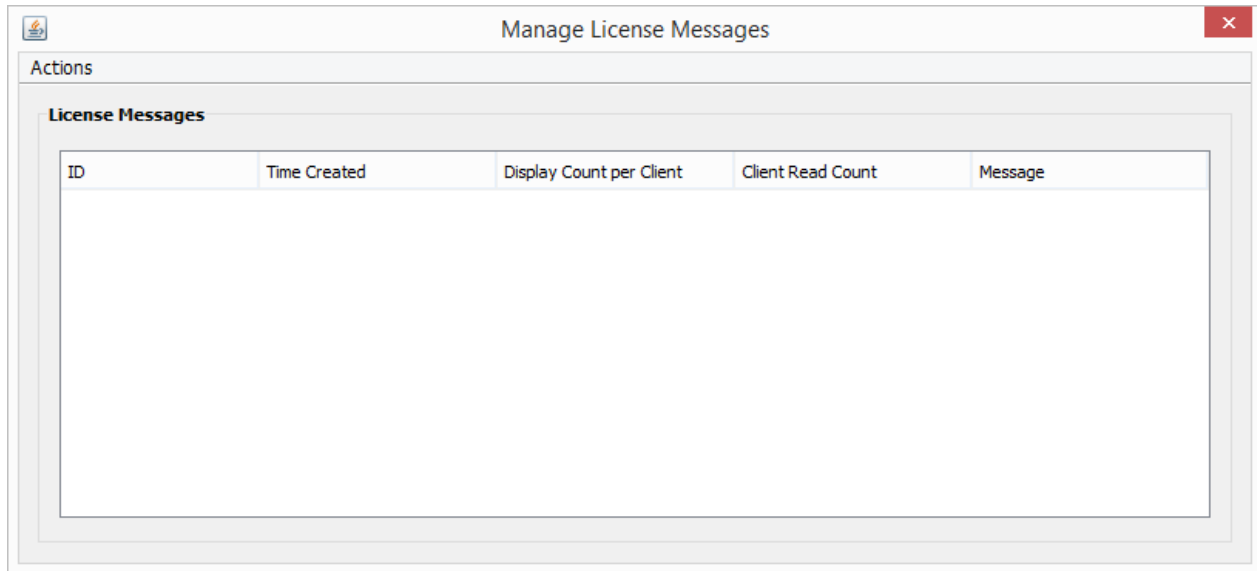 Manage License Messages
Actions
License Messages
ID Time Created Display Count per Client Client Read Count Message